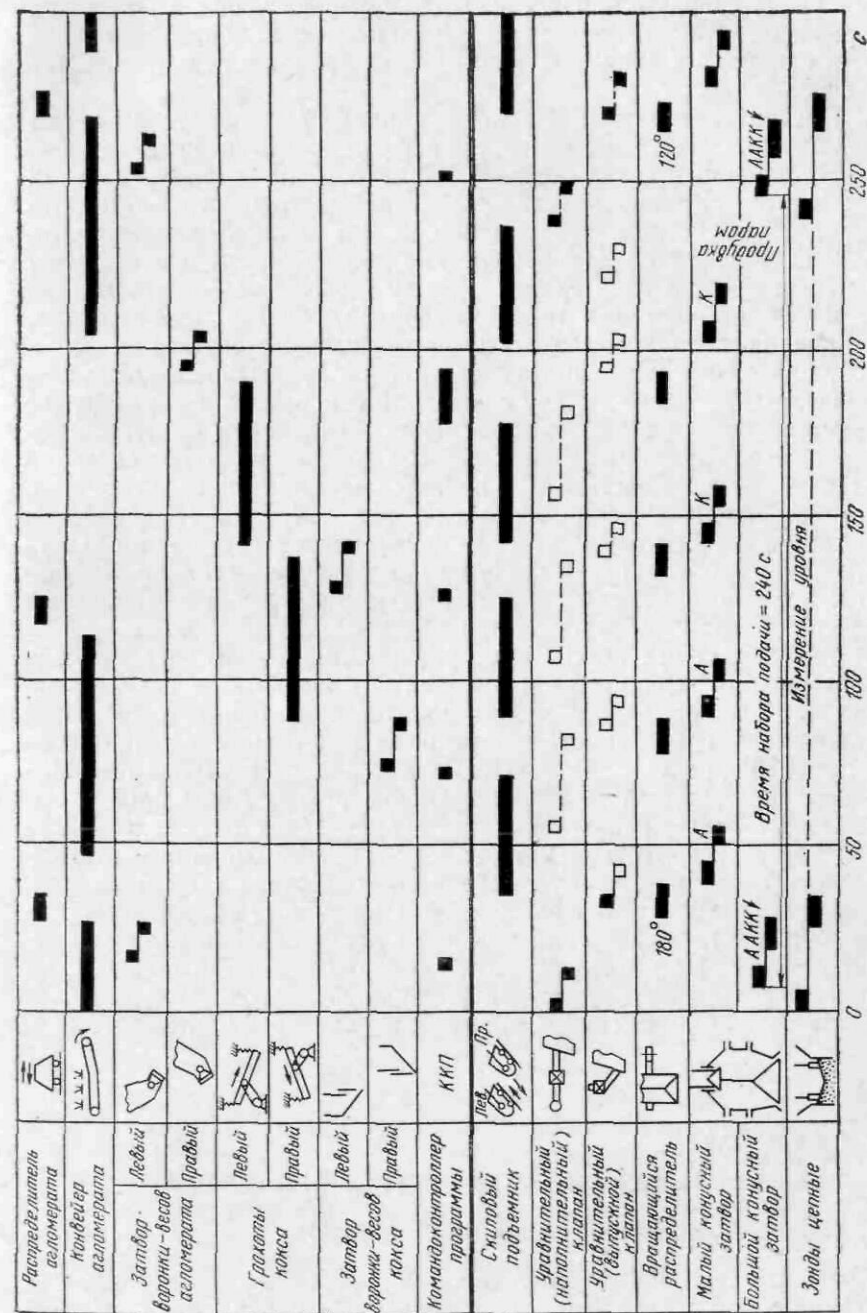 Распределитель
агломерата
Конвейер
агломерата
Затвор
воронки-весов
агломерата
Левый
Правый
Грохоты
кокса
Левый
Правый
Затвор
воронки-весов
кокса
Левый
Правый
Командоконтроллер
программы
ККП
Скиповый
подъемник
Лев.
Пр.
Уравнительный
(наполнительный)
клапан
Уравнительный
(выпускной)
клапан
Вращающийся
распределитель
180°
120°
Малый конусный
затвор
А
А
К
К
Большой конусный
затвор
ААКК
Время набора подачи = 240 с
Продувка
паром
ААКК
Зонды цепные
Измерение уровня
0
50
100
150
200
250
с